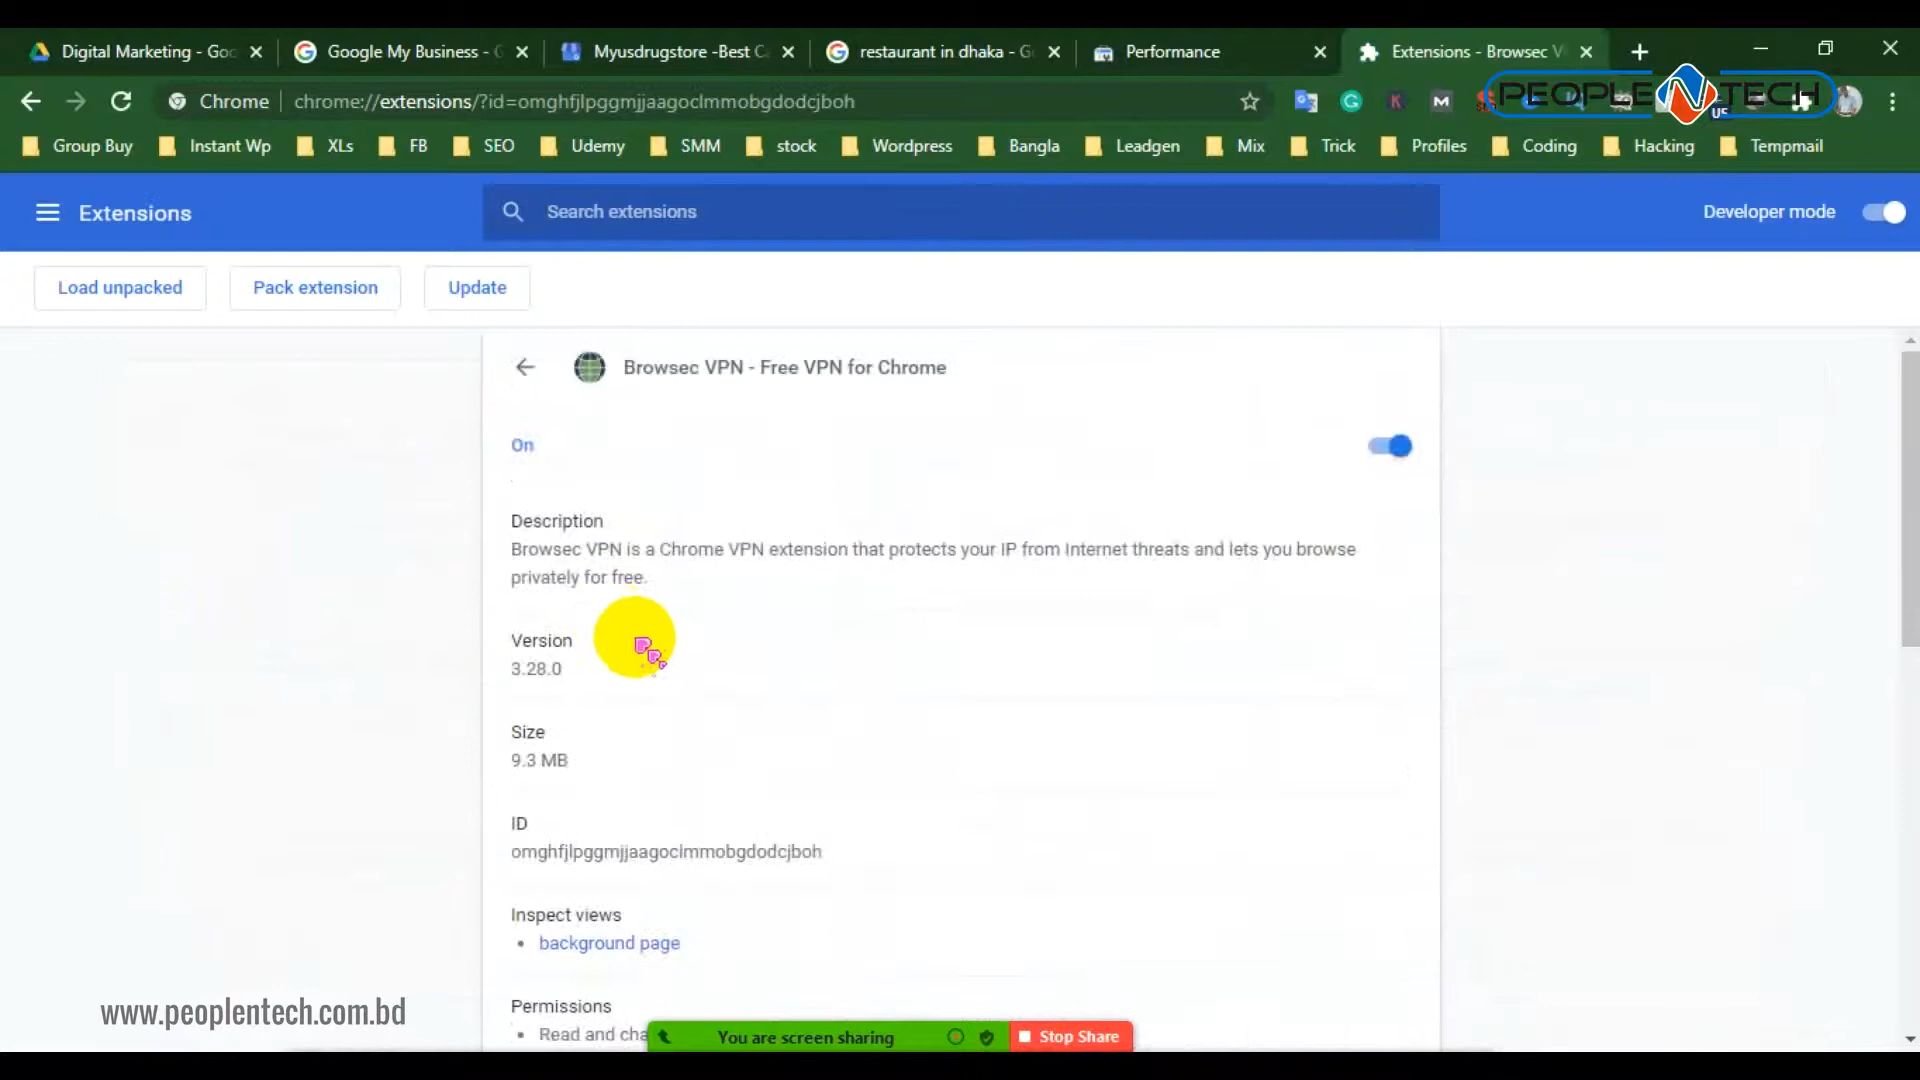 Digital Marketing - Goo
Google My Business - G
Myusdrugstore -Best Ca
restaurant in dhaka - Go
Performance
Extensions - Browsec V
Chrome
chrome://extensions/?id=omghfjlpggmjjaagoclmmobgdodcjboh
PEOPLE N TECH
US
Group Buy
Instant Wp
XLs
FB
SEO
Udemy
SMM
stock
Wordpress
Bangla
Leadgen
Mix
Trick
Profiles
Coding
Hacking
Tempmail
Extensions
Search extensions
Developer mode
Load unpacked
Pack extension
Update
Browsec VPN - Free VPN for Chrome
On
Description
Browsec VPN is a Chrome VPN extension that protects your IP from Internet threats and lets you browse
privately for free.
Version
3.28.0
Size
9.3 MB
ID
omghfjlpggmjjaagoclmmobgdodcjboh
Inspect views
• background page
Permissions
• Read and cha
www.peoplentech.com.bd
You are screen sharing
Stop Share